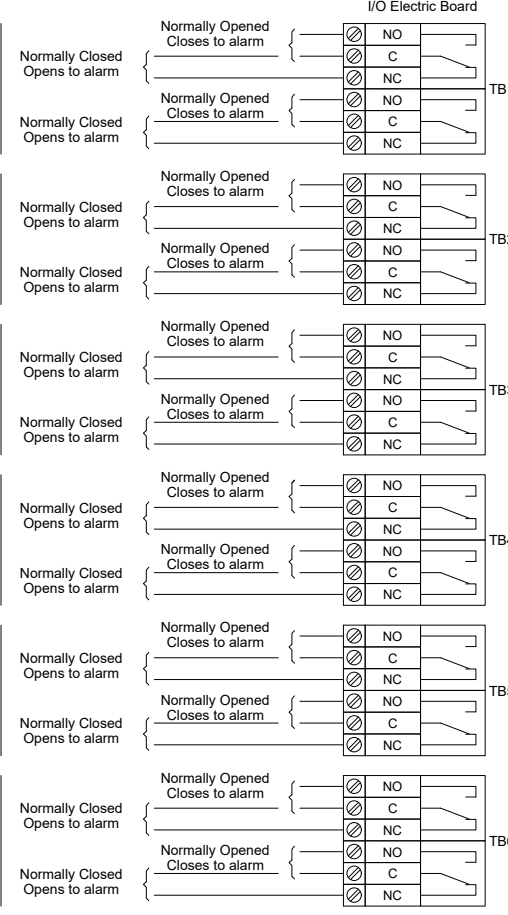 I/O Electric Board
Normally Opened
Closes to alarm
NO
Normally Closed
Opens to alarm
C
NC
TB
Normally Opened
Closes to alarm
NO
Normally Closed
Opens to alarm
C
NC
Normally Opened
Closes to alarm
NO
Normally Closed
Opens to alarm
C
NC
TB2
Normally Opened
Closes to alarm
NO
Normally Closed
Opens to alarm
C
NC
Normally Opened
Closes to alarm
NO
Normally Closed
Opens to alarm
C
NC
TB3
Normally Opened
Closes to alarm
NO
Normally Closed
Opens to alarm
C
NC
Normally Opened
Closes to alarm
NO
Normally Closed
Opens to alarm
C
NC
TB4
Normally Opened
Closes to alarm
NO
Normally Closed
Opens to alarm
C
NC
Normally Opened
Closes to alarm
NO
Normally Closed
Opens to alarm
C
NC
TB5
Normally Opened
Closes to alarm
NO
Normally Closed
Opens to alarm
C
NC
Normally Opened
Closes to alarm
NO
Normally Closed
Opens to alarm
C
NC
TB6
Normally Opened
Closes to alarm
NO
Normally Closed
Opens to alarm
C
NC